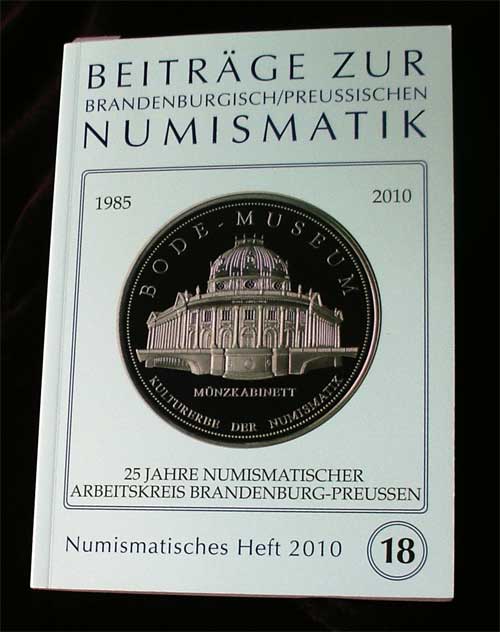 BEITRÄGE ZUR
BRANDENBURGISCH/PREUSSISCHEN
NUMISMATIK
1985
2010
BODE-MUSEUM
MÜNZKABINETT
KULTURERBE DER NUMISMATIK
25 JAHRE NUMISMATISCHER
ARBEITSKREIS BRANDENBURG-PREUSSEN
Numismatisches Heft 2010
18